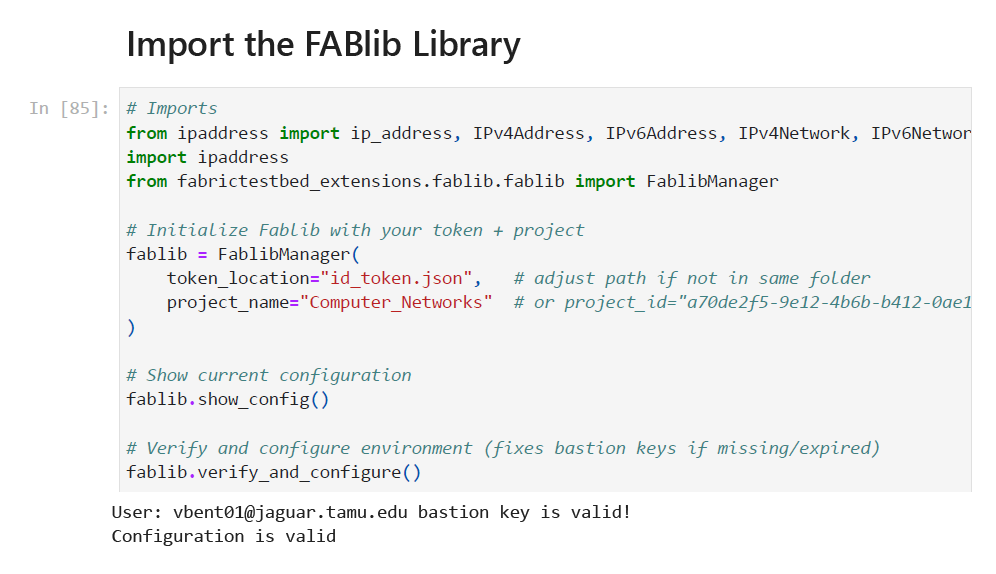 Import the FABlib Library
In [85]:
# Imports
from ipaddress import ip_address, IPv4Address, IPv6Address, IPv4Network, IPv6Networ
import ipaddress
from fabrictestbed_extensions.fablib.fablib import FablibManager
# Initialize Fablib with your token + project
fablib = FablibManager(
    token_location="id_token.json",   # adjust path if not in same folder
    project_name="Computer_Networks"  # or project_id="a70de2f5-9e12-4b6b-b412-0ae1
)
# Show current configuration
fablib.show_config()
# Verify and configure environment (fixes bastion keys if missing/expired)
fablib.verify_and_configure()
User: vbent01@jaguar.tamu.edu bastion key is valid!
Configuration is valid